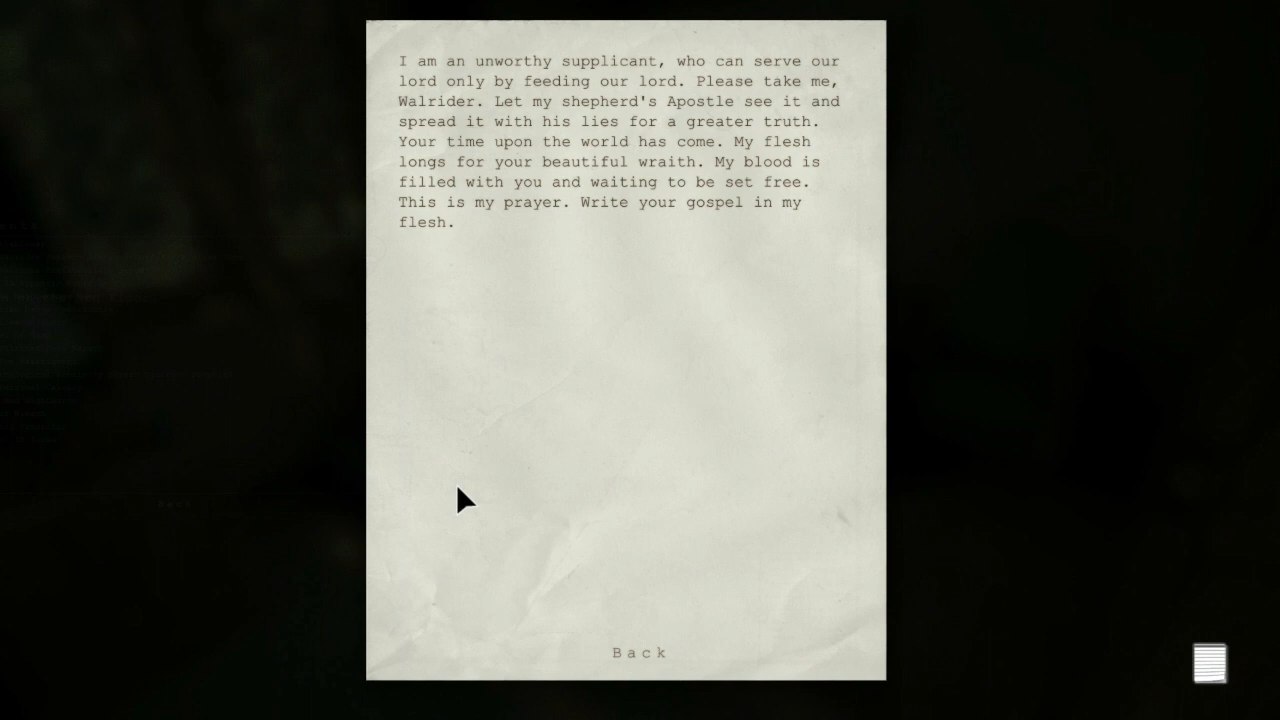 I am an unworthy supplicant, who can serve our
lord only by feeding our lord. Please take me,
Walrider. Let my shepherd's Apostle see it and
spread it with his lies for a greater truth.
Your time upon the world has come. My flesh
longs for your beautiful wraith. My blood is
filled with you and waiting to be set free.
This is my prayer. Write your gospel in my
flesh.
Back